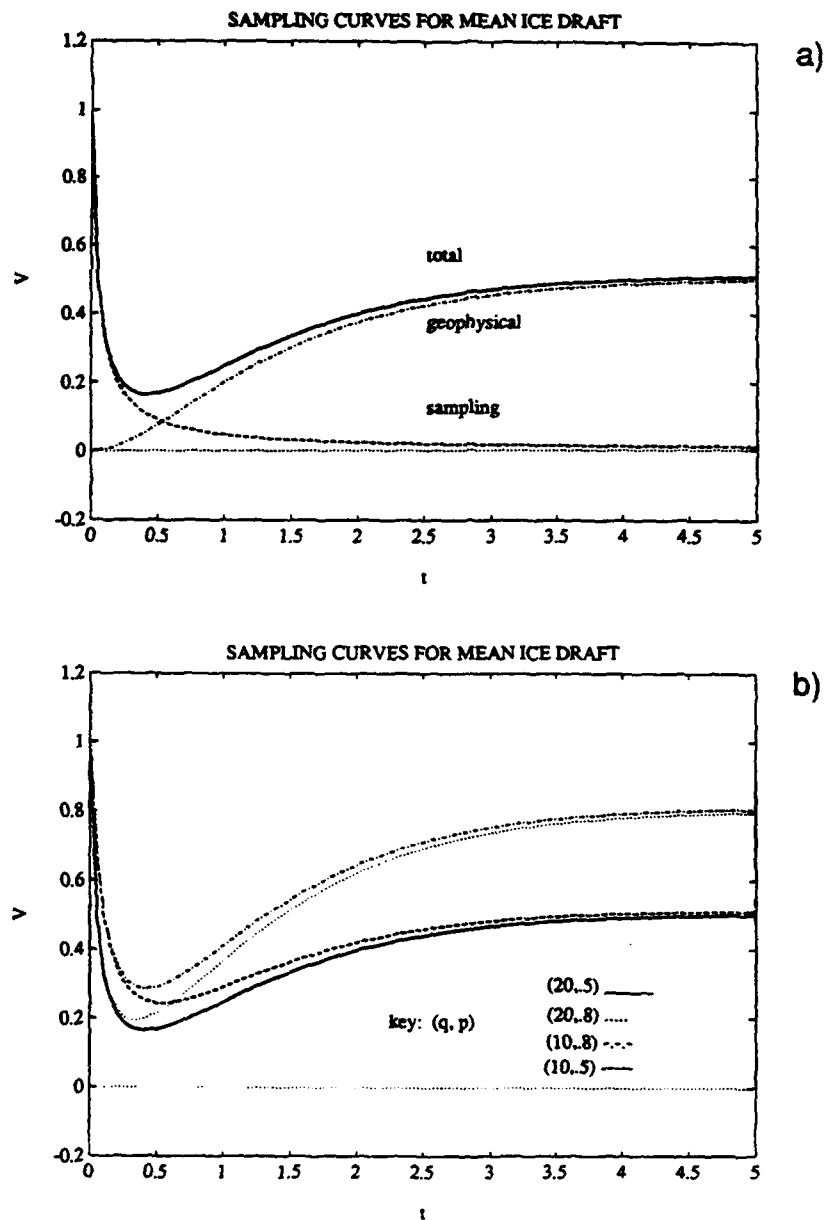 SAMPLING CURVES FOR MEAN ICE DRAFT
a)
1.2
1
0.8
0.6
0.4
0.2
0
-0.2
V
total
geophysical
sampling
0 0.5 1 1.5 2 2.5 3 3.5 4 4.5 5
t
SAMPLING CURVES FOR MEAN ICE DRAFT
b)
1.2
1
0.8
0.6
0.4
0.2
0
-0.2
V
key: (q, p)
(20,.5)
(20,.8)
(10,.8)
(10,.5)
0 0.5 1 1.5 2 2.5 3 3.5 4 4.5 5
t